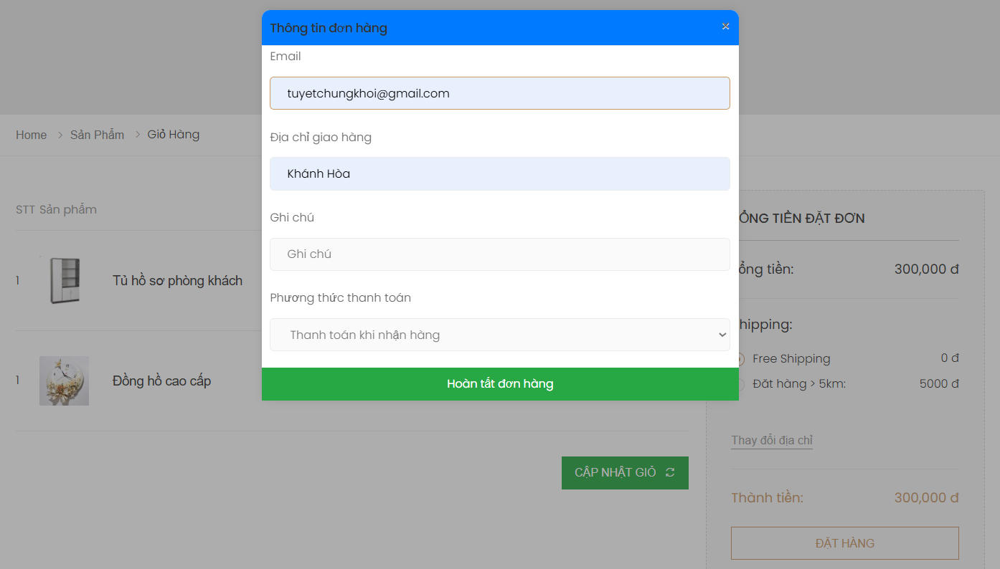 Thông tin đơn hàng ×
Email
tuyetchungkhoi@gmail.com
Địa chỉ giao hàng
Khánh Hòa
Ghi chú
Ghi chú
Phương thức thanh toán
Thanh toán khi nhận hàng
Hoàn tất đơn hàng
Home > Sản Phẩm > Giỏ Hàng
STT Sản phẩm
1 Tủ hồ sơ phòng khách
1 Đồng hồ cao cấp
CẬP NHẬT GIỎ
ỔNG TIỀN ĐẶT ĐƠN
ổng tiền: 300,000 đ
hipping:
Free Shipping 0 đ
Đặt hàng > 5km: 5000 đ
Thay đổi địa chỉ
Thành tiền: 300,000 đ
ĐẶT HÀNG